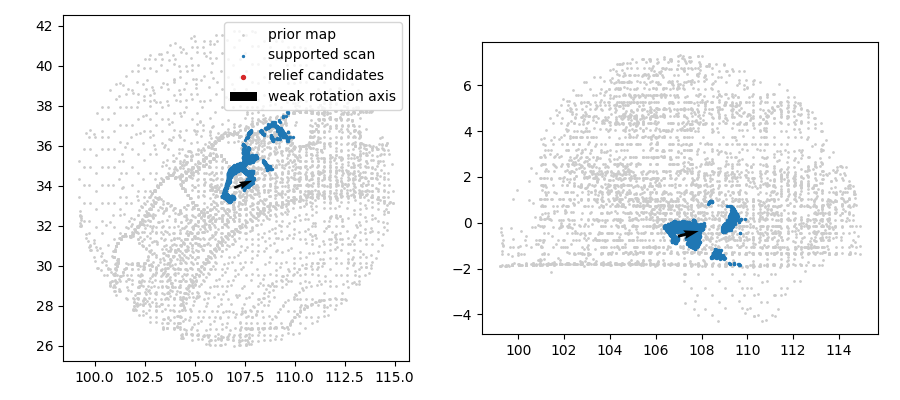 42
40
38
36
34
32
30
28
26
100.0 102.5 105.0 107.5 110.0 112.5 115.0
prior map
supported scan
relief candidates
weak rotation axis
6
4
2
0
−2
−4
100 102 104 106 108 110 112 114